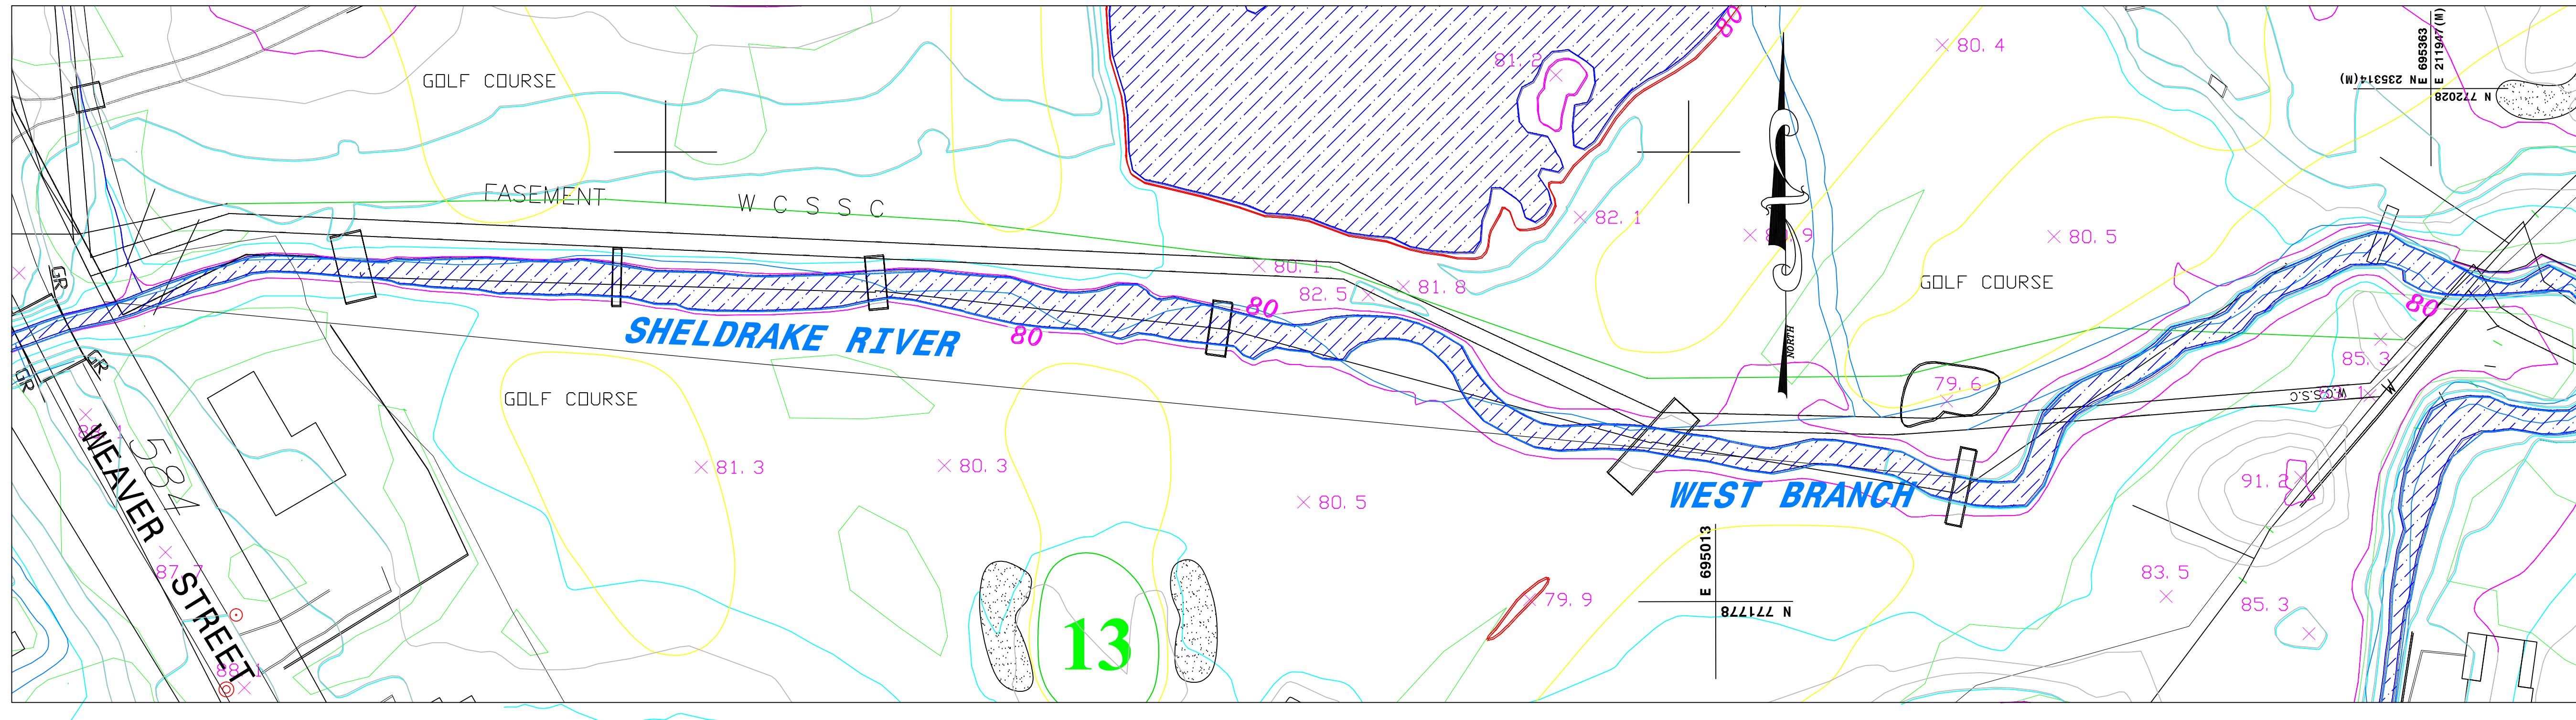 GOLF COURSE
81. 2
80
80. 4
E 695363
E 211947(M)
N 235314(M)
N 772028
EASEMENT
W C S S C
82. 1
80. 5
GR
80. 1
82. 5
81. 8
80
80
SHELDRAKE RIVER
NORTH
GOLF COURSE
80
GR
GR
85. 3
79. 6
GOLF COURSE
W.C.S.S.C
W
WEAVER STREET
584
81. 3
80. 3
80. 5
WEST BRANCH
91. 2
87. 7
E 695013
N 771778
79. 9
83. 5
85. 3
13
88. 1